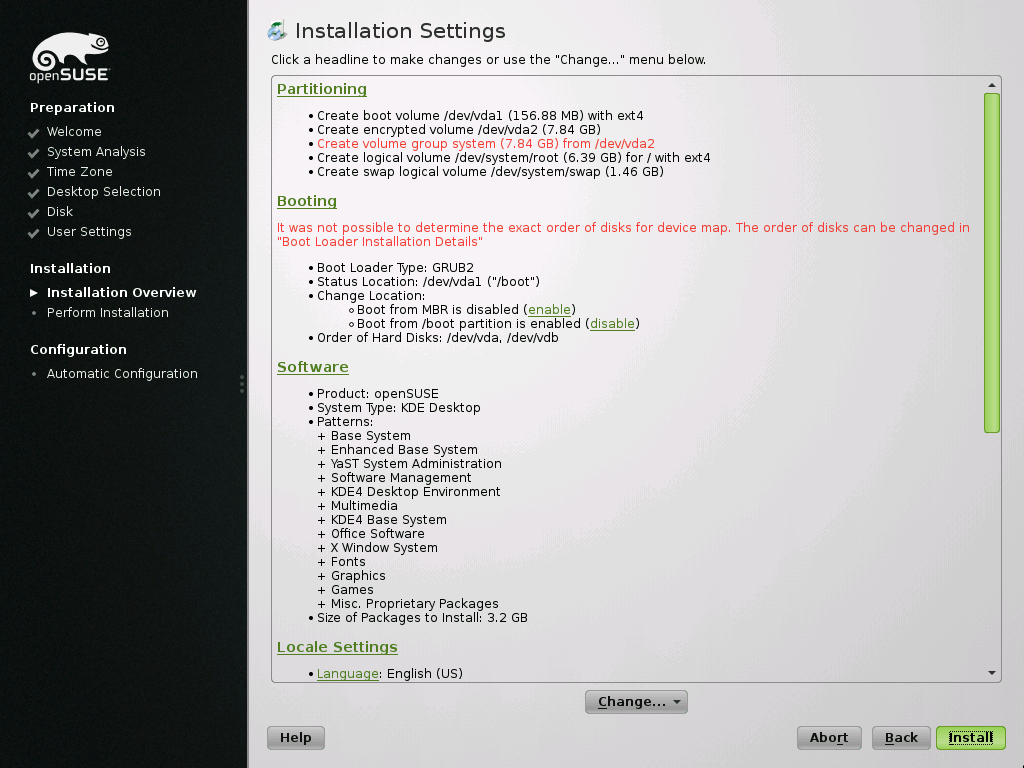 openSUSE
Preparation
Welcome
System Analysis
Time Zone
Desktop Selection
Disk
User Settings
Installation
Installation Overview
Perform Installation
Configuration
Automatic Configuration
Installation Settings
Click a headline to make changes or use the "Change..." menu below.
Partitioning
• Create boot volume /dev/vda1 (156.88 MB) with ext4
• Create encrypted volume /dev/vda2 (7.84 GB)
• Create volume group system (7.84 GB) from /dev/vda2
• Create logical volume /dev/system/root (6.39 GB) for / with ext4
• Create swap logical volume /dev/system/swap (1.46 GB)
Booting
It was not possible to determine the exact order of disks for device map. The order of disks can be changed in
"Boot Loader Installation Details"
• Boot Loader Type: GRUB2
• Status Location: /dev/vda1 ("/boot")
• Change Location:
◦ Boot from MBR is disabled (enable)
◦ Boot from /boot partition is enabled (disable)
• Order of Hard Disks: /dev/vda, /dev/vdb
Software
• Product: openSUSE
• System Type: KDE Desktop
• Patterns:
+ Base System
+ Enhanced Base System
+ YaST System Administration
+ Software Management
+ KDE4 Desktop Environment
+ Multimedia
+ KDE4 Base System
+ Office Software
+ X Window System
+ Fonts
+ Graphics
+ Games
+ Misc. Proprietary Packages
• Size of Packages to Install: 3.2 GB
Locale Settings
• Language: English (US)
Change...
Help
Abort
Back
Install